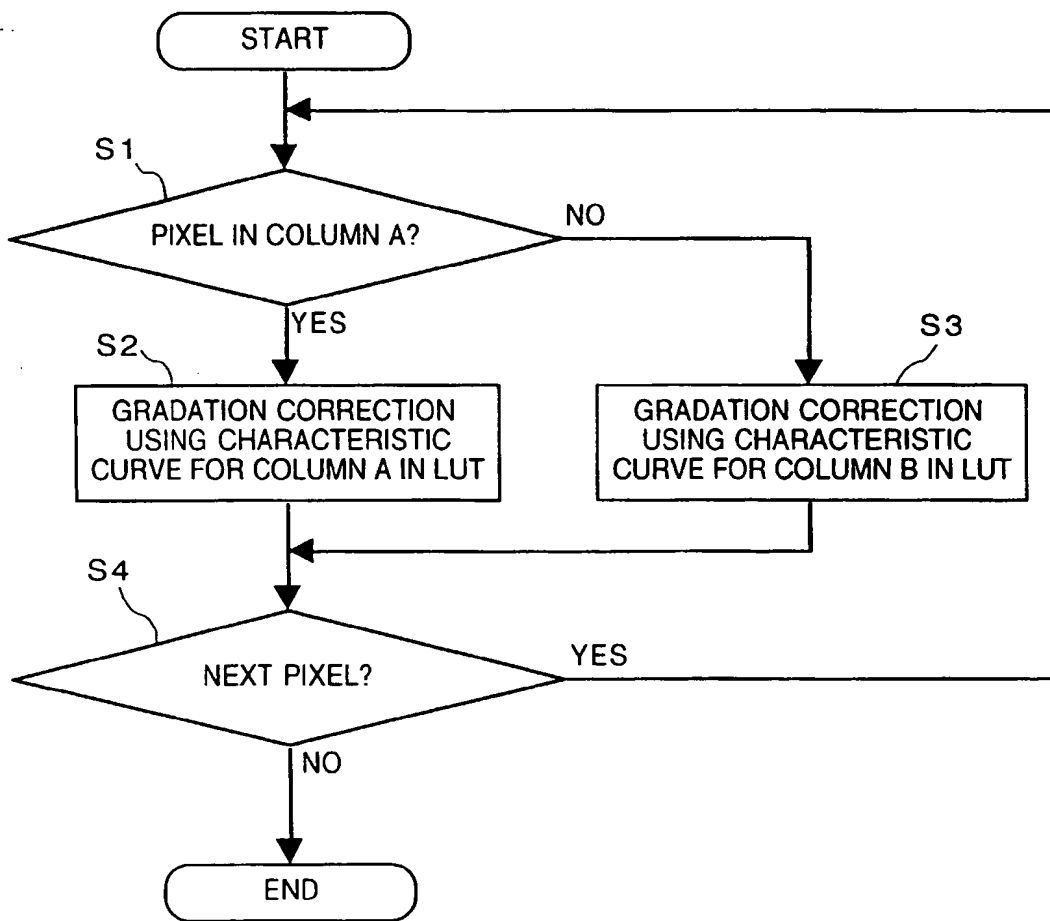 START
S1
PIXEL IN COLUMN A?
NO
YES
S2
GRADATION CORRECTION
USING CHARACTERISTIC
CURVE FOR COLUMN A IN LUT
S3
GRADATION CORRECTION
USING CHARACTERISTIC
CURVE FOR COLUMN B IN LUT
S4
NEXT PIXEL?
YES
NO
END